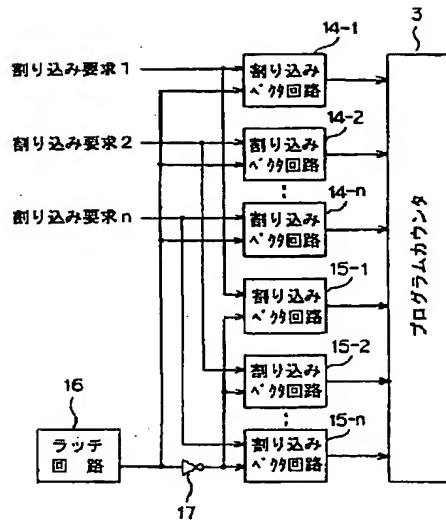 3
14-1
割り込み要求1
割り込み
ベクタ回路
14-2
割り込み要求2
割り込み
ベクタ回路
14-n
割り込み要求n
割り込み
ベクタ回路
15-1
割り込み
ベクタ回路
15-2
割り込み
ベクタ回路
15-n
割り込み
ベクタ回路
プログラムカウンタ
16
ラッチ
回路
17